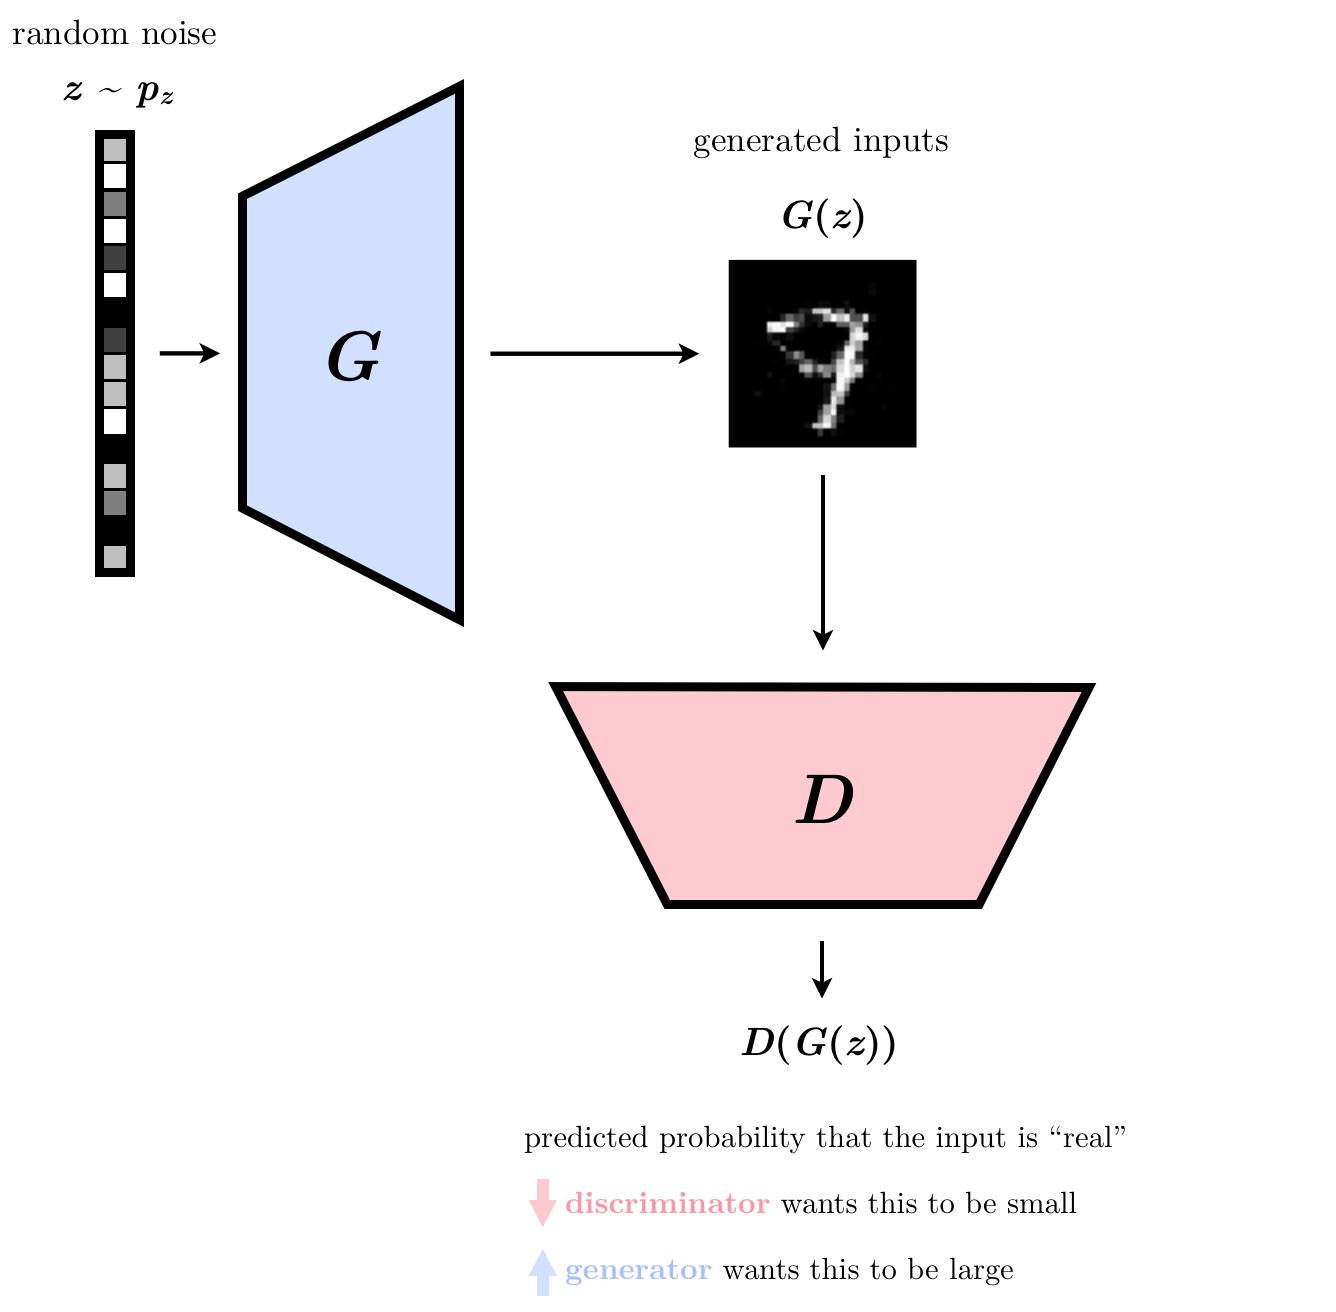 random noise
z ~ p_z
G
generated inputs
G(z)
D
D(G(z))
predicted probability that the input is “real”
discriminator wants this to be small
generator wants this to be large